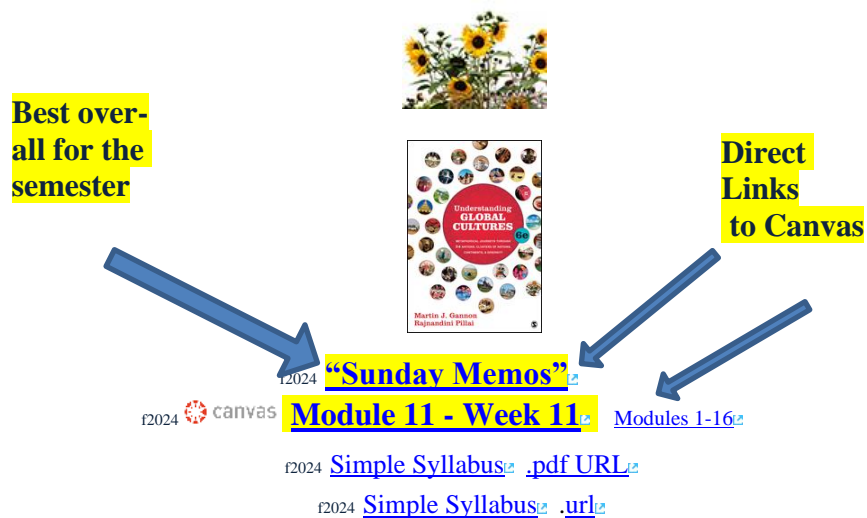 Best over-
all for the
semester
Understanding
GLOBAL
CULTURES
6e
Martin J. Gannon
Rajnandini Pillai
Direct
Links
to Canvas
f2024 “Sunday Memos”
f2024 canvas Module 11 - Week 11 Modules 1-16
f2024 Simple Syllabus .pdf URL
f2024 Simple Syllabus .url